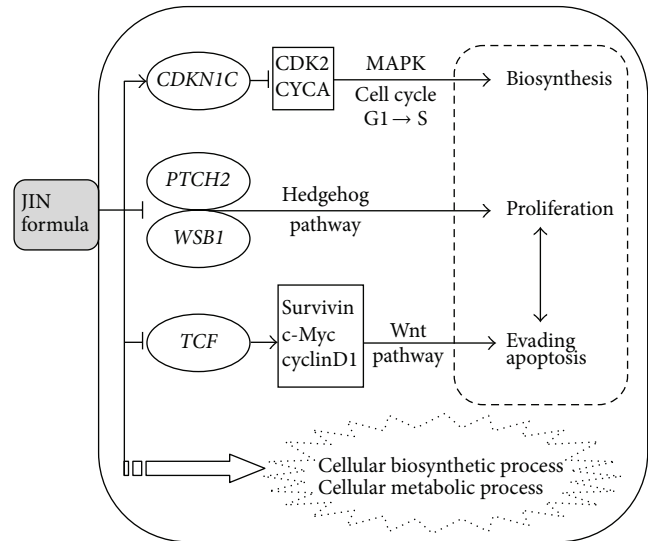 CDKN1C
CDK2
CYCA
MAPK
Cell cycle
G1 → S
Biosynthesis
JIN
formula
PTCH2
WSB1
Hedgehog
pathway
Proliferation
TCF
Survivin
c-Myc
cyclinD1
Wnt
pathway
Evading
apoptosis
Cellular biosynthetic process
Cellular metabolic process